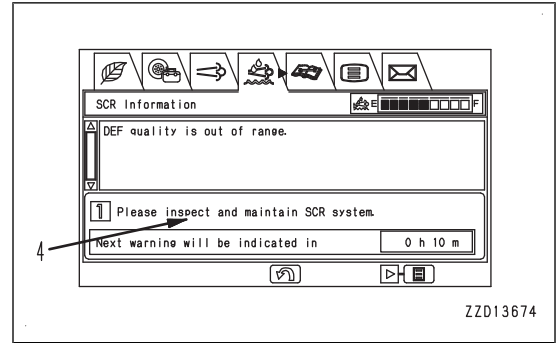 SCR Information
E F
DEF quality is out of range.
1 Please inspect and maintain SCR system.
4
Next warning will be indicated in 0 h 10 m
ZZD13674